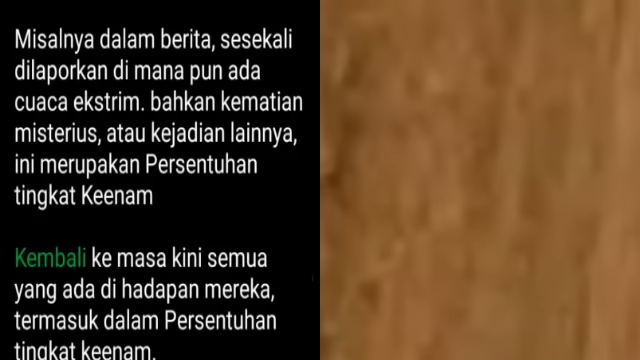 Misalnya dalam berita, sesekali
dilaporkan di mana pun ada
cuaca ekstrim. bahkan kematian
misterius, atau kejadian lainnya,
ini merupakan Persentuhan
tingkat Keenam
Kembali ke masa kini semua
yang ada di hadapan mereka,
termasuk dalam Persentuhan
tingkat keenam.